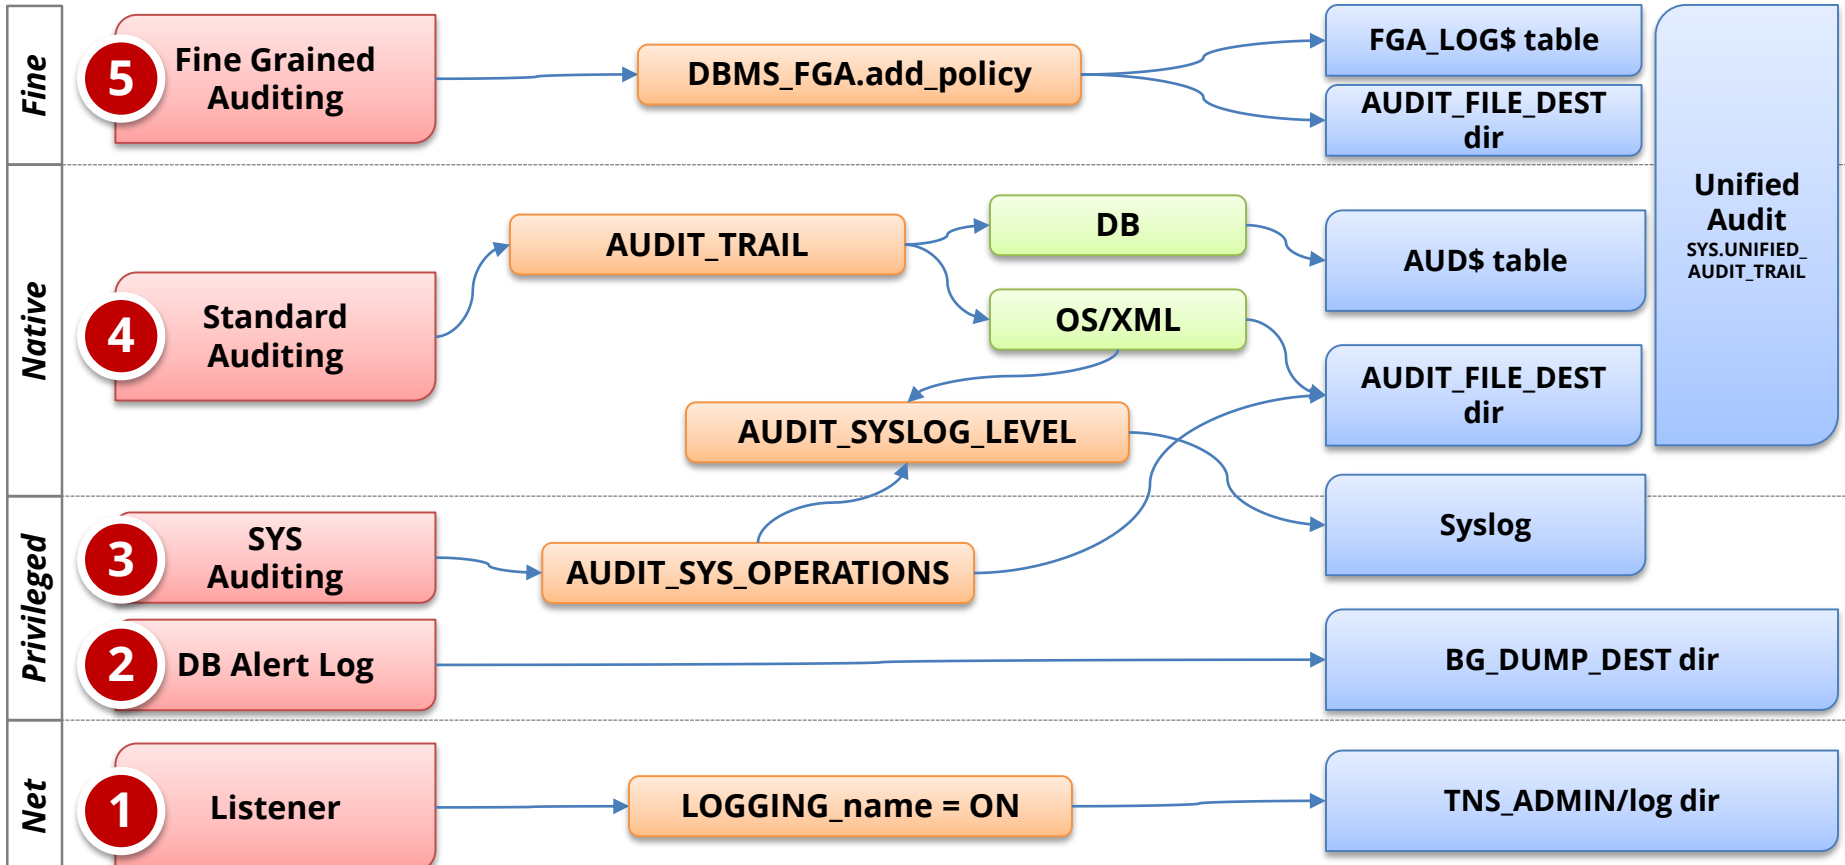 Fine
5
Fine Grained
Auditing
DBMS_FGA.add_policy
FGA_LOG$ table
AUDIT_FILE_DEST
dir
Unified
Audit
SYS.UNIFIED_
AUDIT_TRAIL
Native
4
Standard
Auditing
AUDIT_TRAIL
DB
OS/XML
AUD$ table
AUDIT_FILE_DEST
dir
AUDIT_SYSLOG_LEVEL
Syslog
Privileged
3
SYS
Auditing
AUDIT_SYS_OPERATIONS
2
DB Alert Log
BG_DUMP_DEST dir
Net
1
Listener
LOGGING_name = ON
TNS_ADMIN/log dir